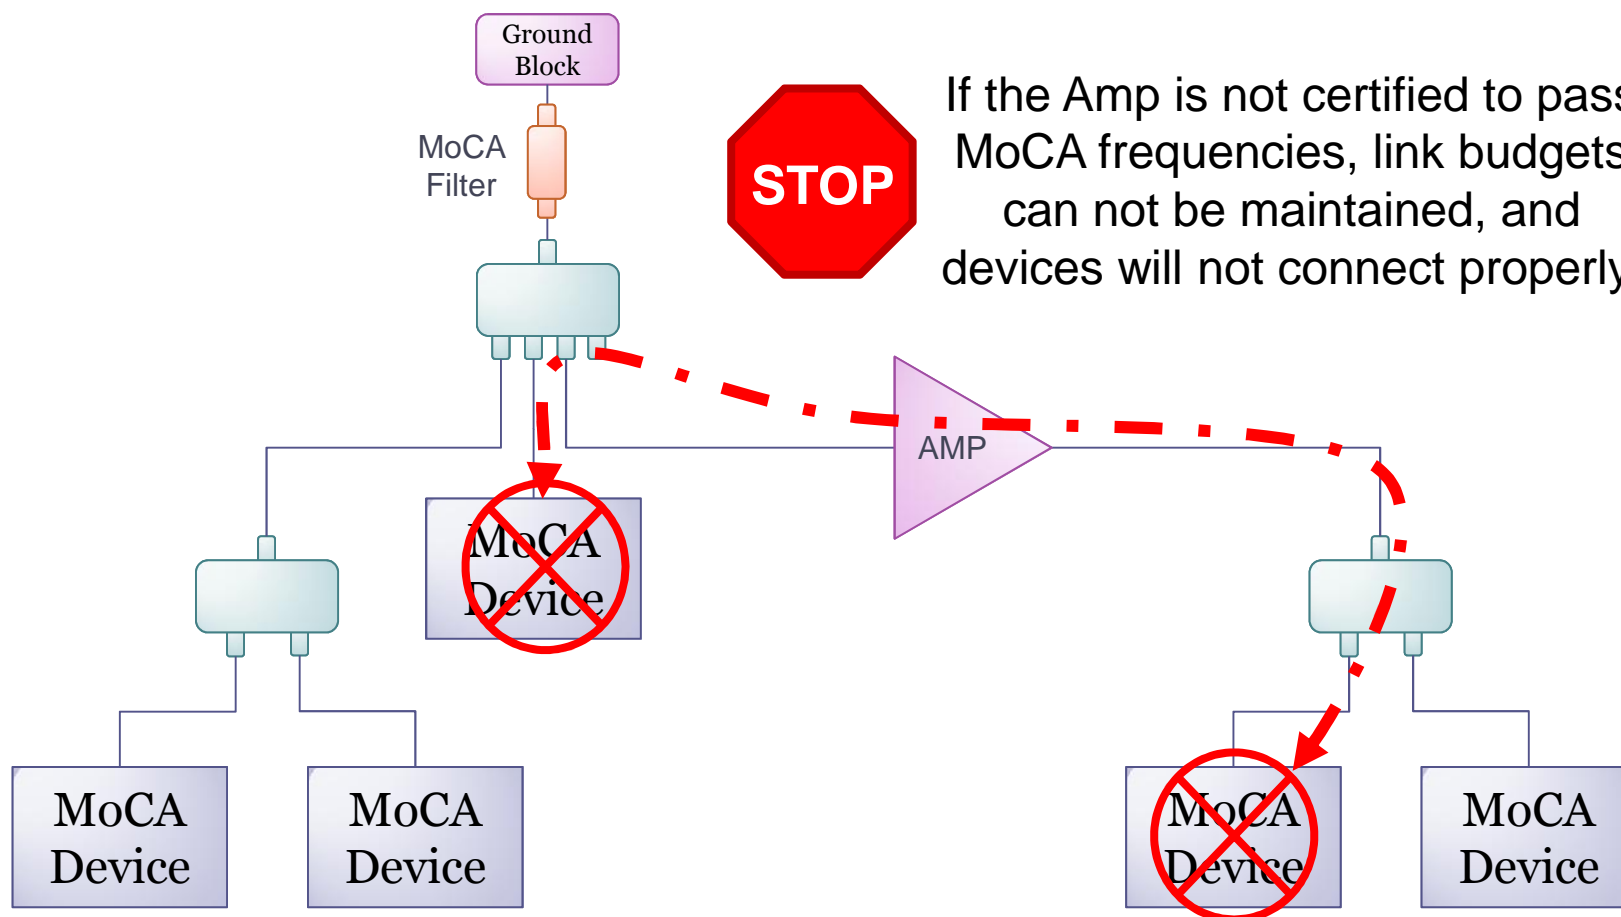 Ground
Block
MoCA
Filter
STOP
If the Amp is not certified to pass
MoCA frequencies, link budgets
can not be maintained, and
devices will not connect properly
AMP
MoCA
Device
MoCA
Device
MoCA
Device
MoCA
Device
MoCA
Device